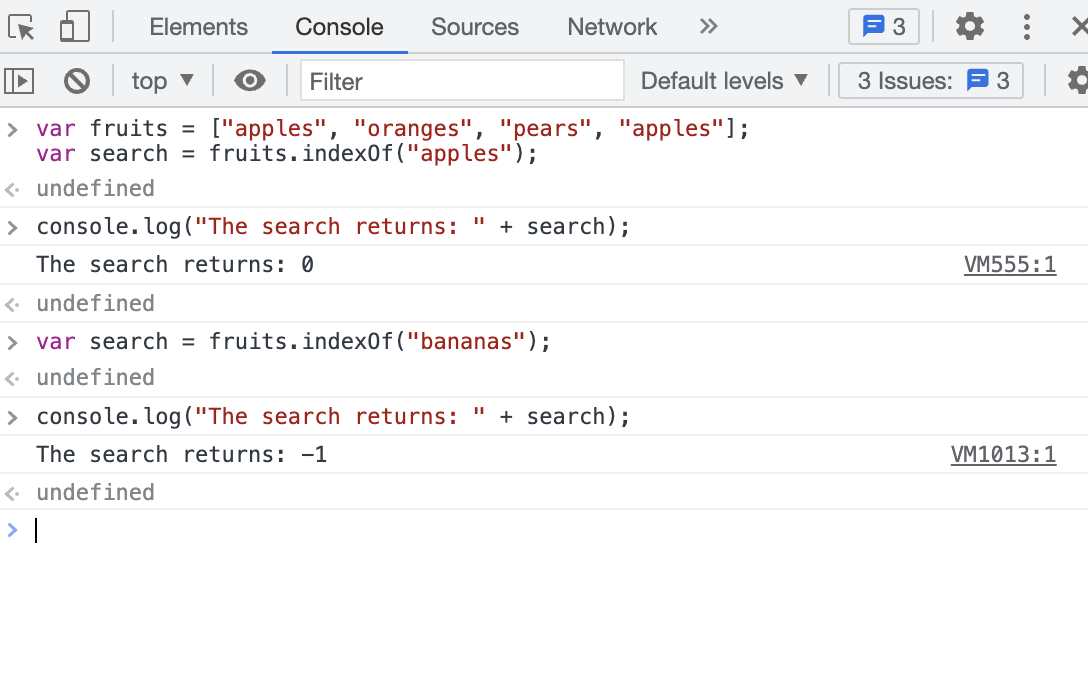 Elements Console Sources Network » 3
top ▼ Filter Default levels ▼ 3 Issues: 3
> var fruits = ["apples", "oranges", "pears", "apples"];
var search = fruits.indexOf("apples");
undefined
> console.log("The search returns: " + search);
The search returns: 0 VM555:1
undefined
> var search = fruits.indexOf("bananas");
undefined
> console.log("The search returns: " + search);
The search returns: -1 VM1013:1
undefined
>